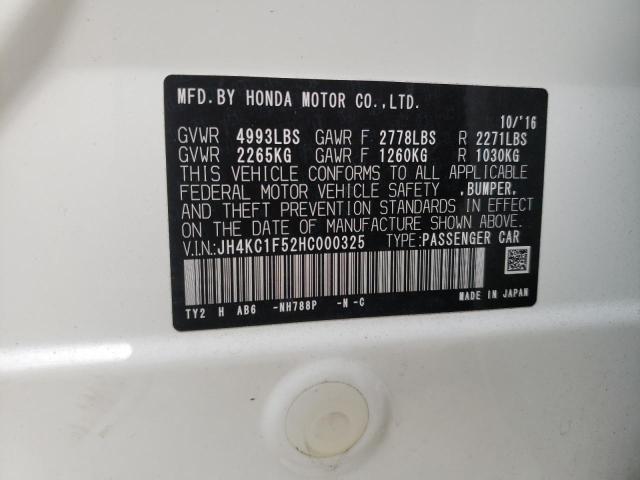 MFD.BY HONDA MOTOR CO.,LTD.
10/'16
GVWR 4993LBS GAWR F 2778LBS R 2271LBS
GVWR 2265KG GAWR F 1260KG R 1030KG
THIS VEHICLE CONFORMS TO ALL APPLICABLE
FEDERAL MOTOR VEHICLE SAFETY ,BUMPER,
AND THEFT PREVENTION STANDARDS IN EFFECT
ON THE DATE OF MANUFACTURE SHOWN ABOVE.
V.I.N:JH4KC1F52HC000325 TYPE:PASSENGER CAR
TY2 H AB6 -NH788P -N -C MADE IN JAPAN